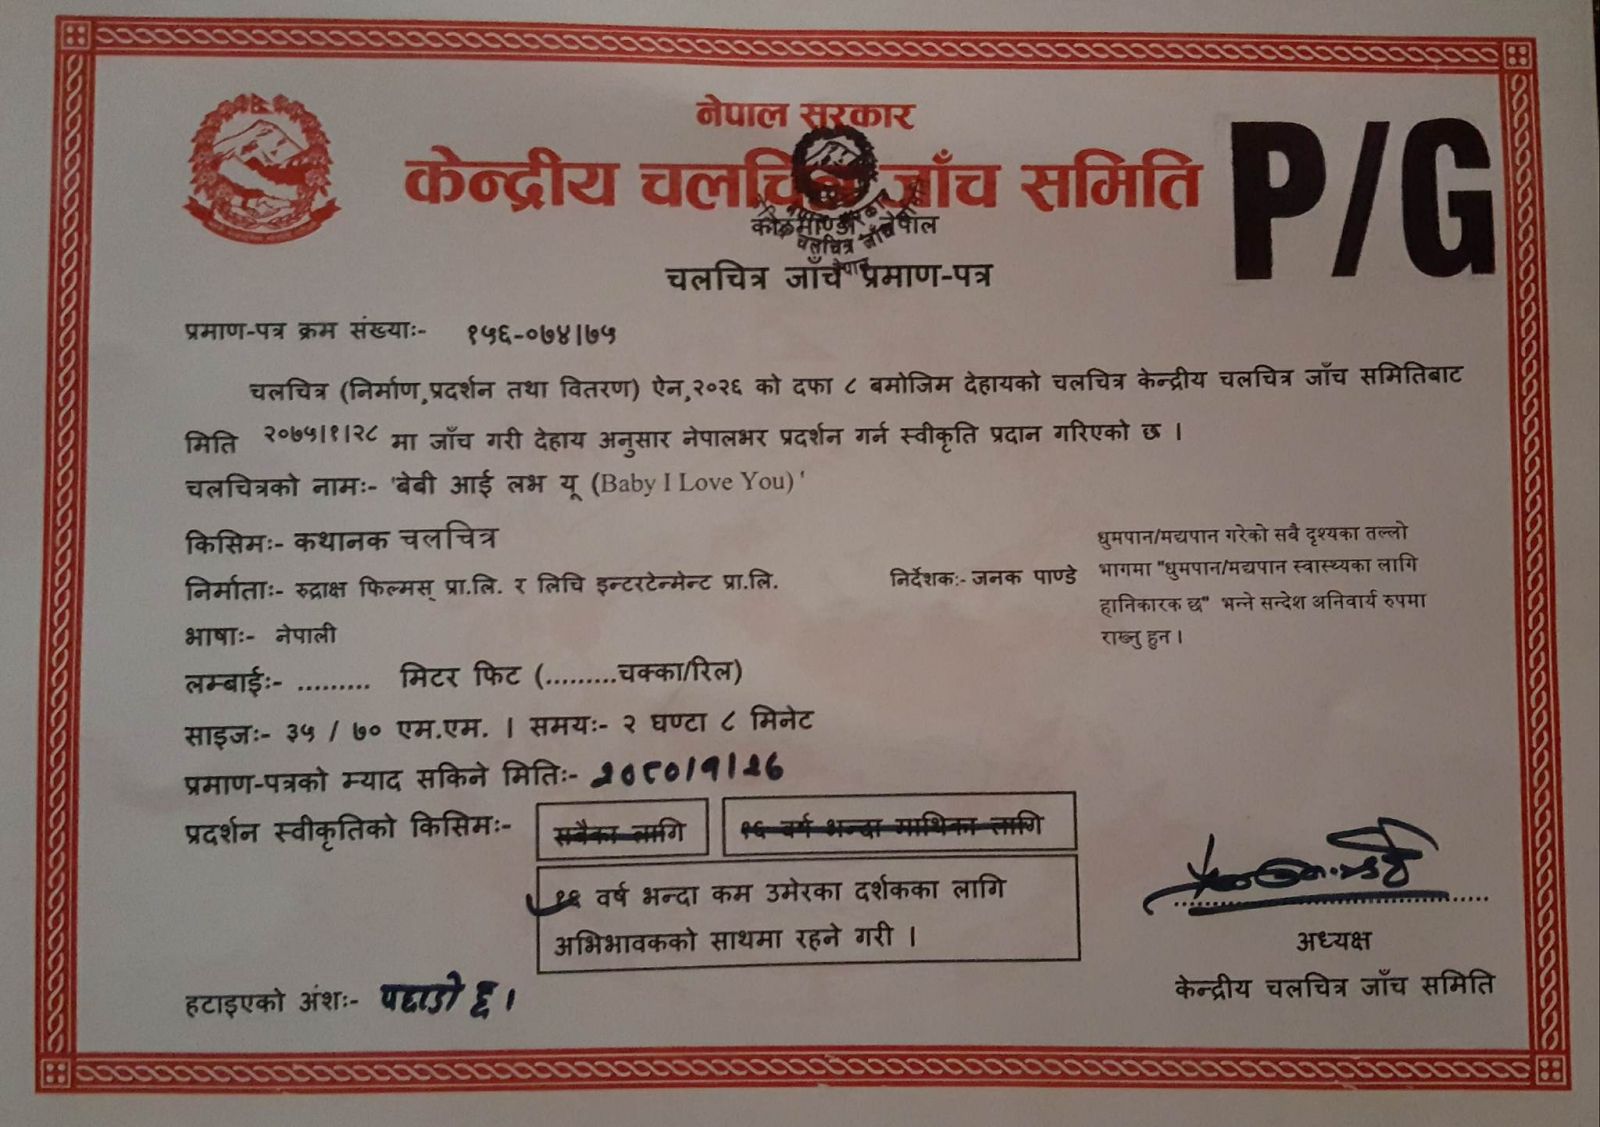 नेपाल सरकार
केन्द्रीय चलचित्र जाँच समिति
P/G
काठमाण्डौ नेपाल
चलचित्र जाँच प्रमाण-पत्र
प्रमाण-पत्र क्रम संख्याः- १५६-०७४।७५
चलचित्र (निर्माण,प्रदर्शन तथा वितरण) ऐन,२०२६ को दफा ८ बमोजिम देहायको चलचित्र केन्द्रीय चलचित्र जाँच समितिबाट
मिति २०७५।१।२८ मा जाँच गरी देहाय अनुसार नेपालभर प्रदर्शन गर्न स्वीकृति प्रदान गरिएको छ ।
चलचित्रको नामः- 'बेबी आई लभ यू (Baby I Love You) '
किसिमः- कथानक चलचित्र
निर्माताः- रुद्राक्ष फिल्मस् प्रा.लि. र लिचि इन्टरटेन्मेन्ट प्रा.लि. निर्देशकः- जनक पाण्डे
धुमपान/मद्यपान गरेको सबै दृश्यका तल्लो
भागमा "धुमपान/मद्यपान स्वास्थ्यका लागि
हानिकारक छ" भन्ने सन्देश अनिवार्य रुपमा
राख्नु हुन ।
भाषाः- नेपाली
लम्बाईः- ......... मिटर फिट (.........चक्का/रिल)
साइजः- ३५ / ७० एम.एम. । समयः- २ घण्टा ८ मिनेट
प्रमाण-पत्रको म्याद सकिने मितिः- २०८०/१/२७
प्रदर्शन स्वीकृतिको किसिमः- सबैका लागि १६ वर्ष भन्दा माथिका लागि
१६ वर्ष भन्दा कम उमेरका दर्शकका लागि
अभिभावकको साथमा रहने गरी ।
हटाइएको अंशः- छ ।
अध्यक्ष
केन्द्रीय चलचित्र जाँच समिति